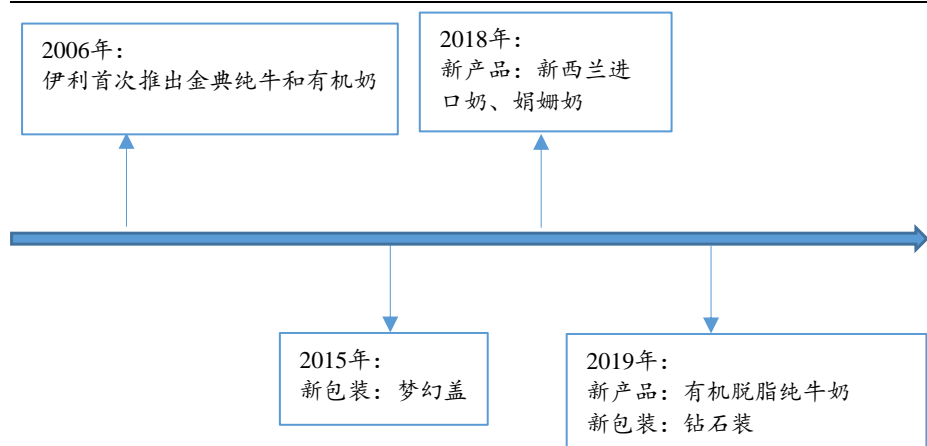 2006年：
伊利首次推出金典纯牛和有机奶
2018年：
新产品：新西兰进
口奶、娟姗奶
2015年：
新包装：梦幻盖
2019年：
新产品：有机脱脂纯牛奶
新包装：钻石装